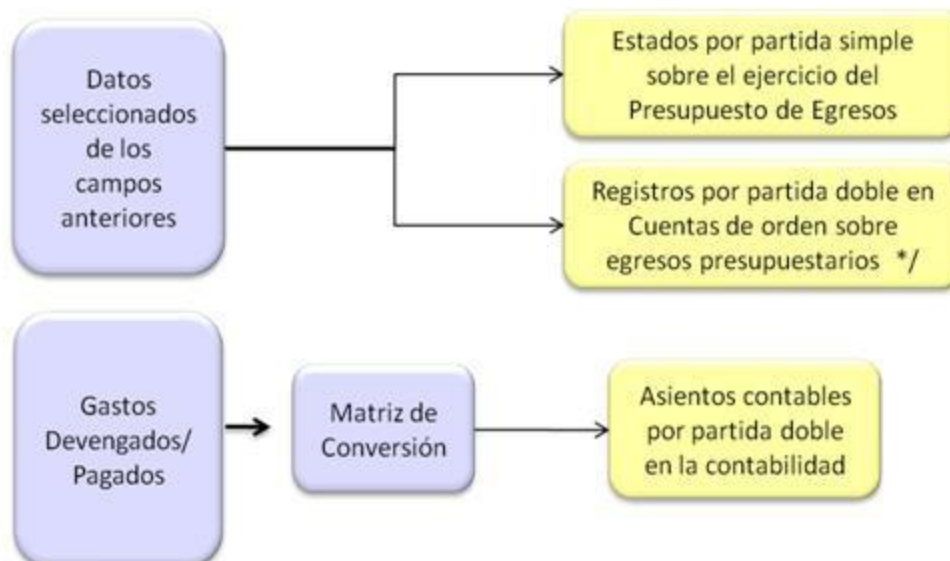 Datos
seleccionados
de los
campos
anteriores
Estados por partida simple
sobre el ejercicio del
Presupuesto de Egresos
Registros por partida doble en
Cuentas de orden sobre
egresos presupuestarios */
Gastos
Devengados/
Pagados
Matriz de
Conversión
Asientos contables
por partida doble
en la contabilidad